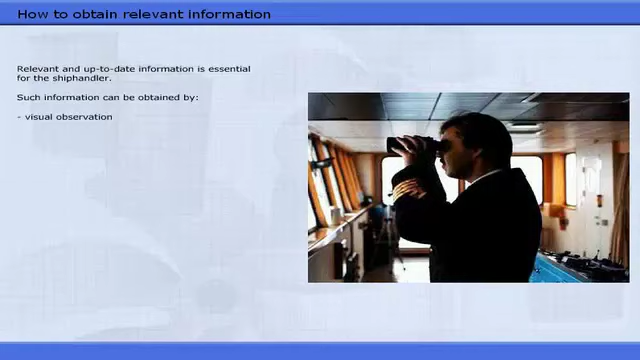 How to obtain relevant information
Relevant and up-to-date information is essential
for the shiphandler.
Such information can be obtained by:
- visual observation